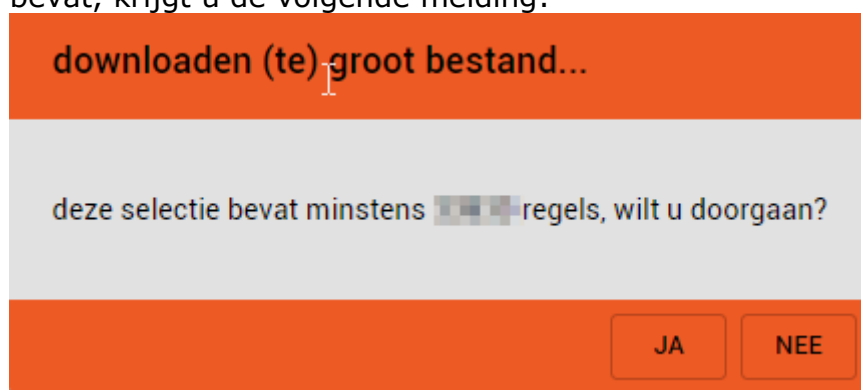 bevat, krijgt u de volgende melding:
downloaden (te) groot bestand...
deze selectie bevat minstens regels, wilt u doorgaan?
JA
NEE